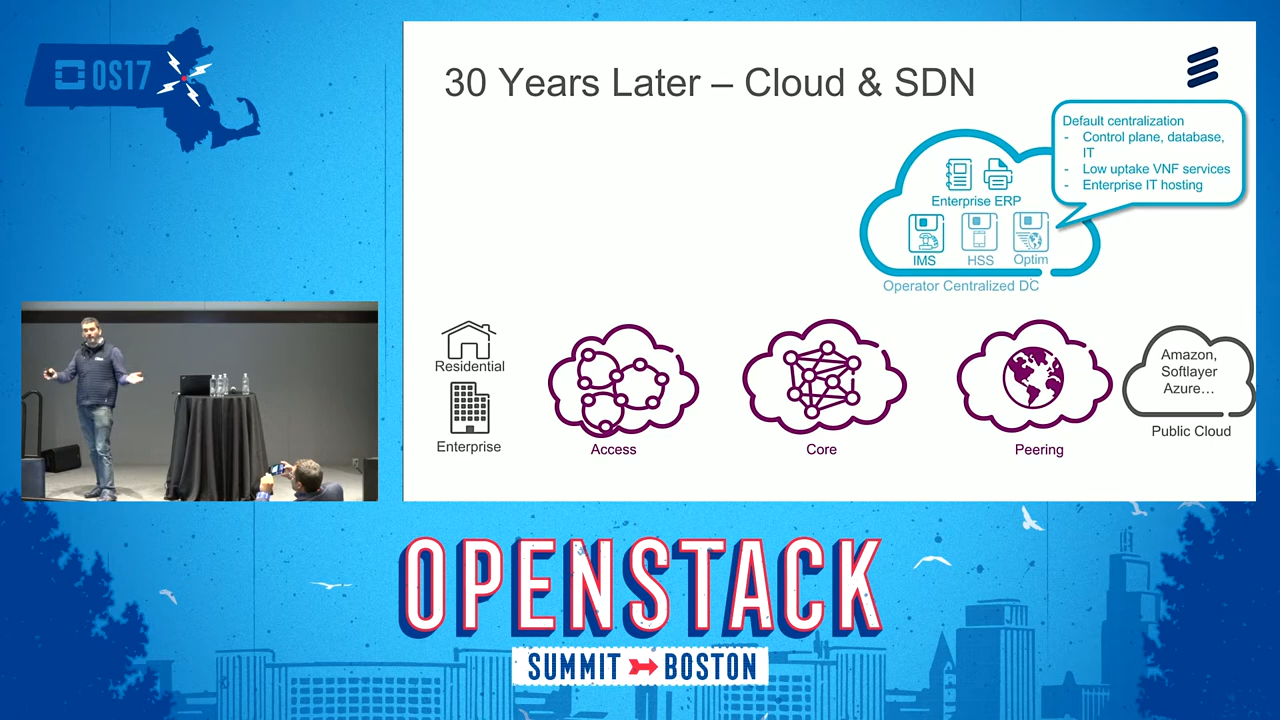 OS17
30 Years Later – Cloud & SDN
Default centralization
- Control plane, database,
IT
- Low uptake VNF services
- Enterprise IT hosting
Enterprise ERP
IMS HSS Optim
Operator Centralized DC
Residential
Enterprise
Access
Core
Peering
Amazon,
Softlayer
Azure...
Public Cloud
OPENSTACK
SUMMIT BOSTON